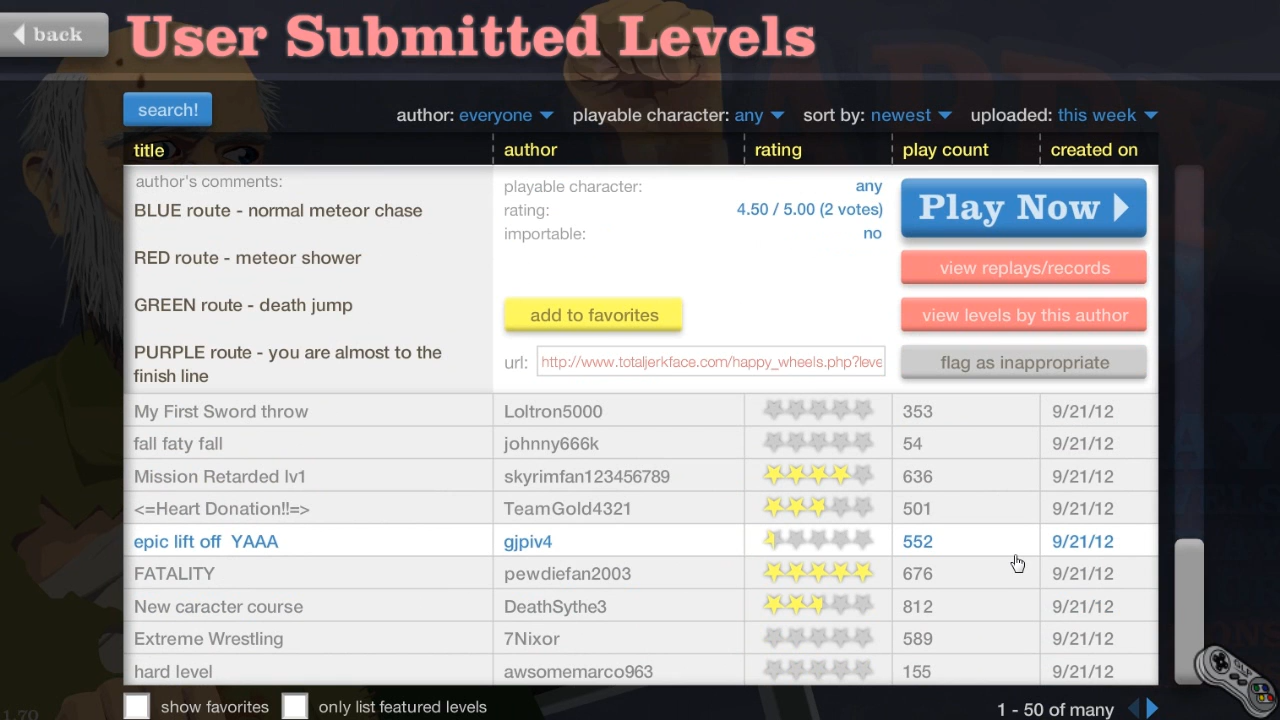 back
User Submitted Levels
search!
author: everyone playable character: any sort by: newest uploaded: this week
title author rating play count created on
author's comments:
BLUE route - normal meteor chase
RED route - meteor shower
GREEN route - death jump
PURPLE route - you are almost to the
finish line
playable character: any
rating: 4.50 / 5.00 (2 votes)
importable: no
add to favorites
url: http://www.totaljerkface.com/happy_wheels.php?leve
Play Now
view replays/records
view levels by this author
flag as inappropriate
My First Sword throw Loltron5000 353 9/21/12
fall faty fall johnny666k 54 9/21/12
Mission Retarded lv1 skyrimfan123456789 636 9/21/12
<=Heart Donation!!=> TeamGold4321 501 9/21/12
epic lift off  YAAA gjpiv4 552 9/21/12
FATALITY pewdiefan2003 676 9/21/12
New caracter course DeathSythe3 812 9/21/12
Extreme Wrestling 7Nixor 589 9/21/12
hard level awsomemarco963 155 9/21/12
show favorites only list featured levels 1 - 50 of many
1.70